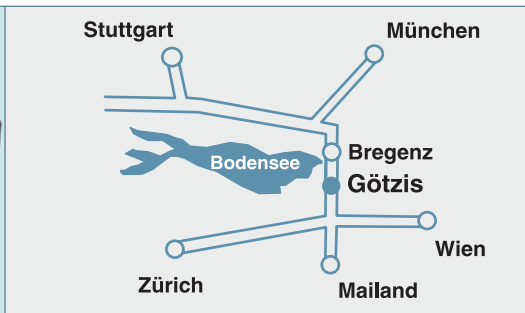 Stuttgart
München
Bodensee
Bregenz
Götzis
Wien
Zürich
Mailand